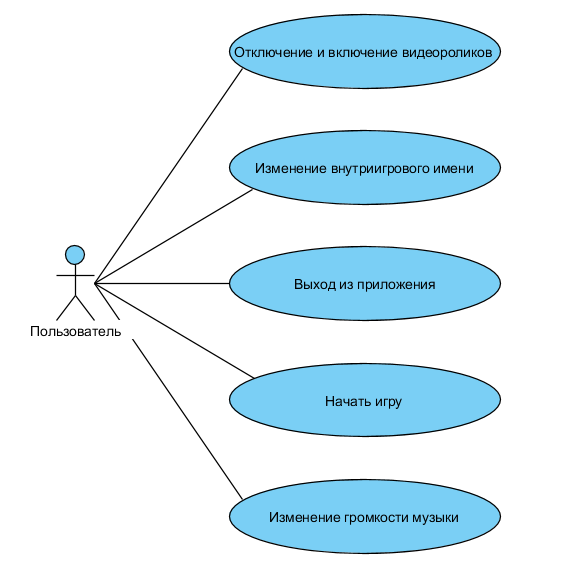 Отключение и включение видеороликов
Изменение внутриигрового имени
Выход из приложения
Пользователь
Начать игру
Изменение громкости музыки